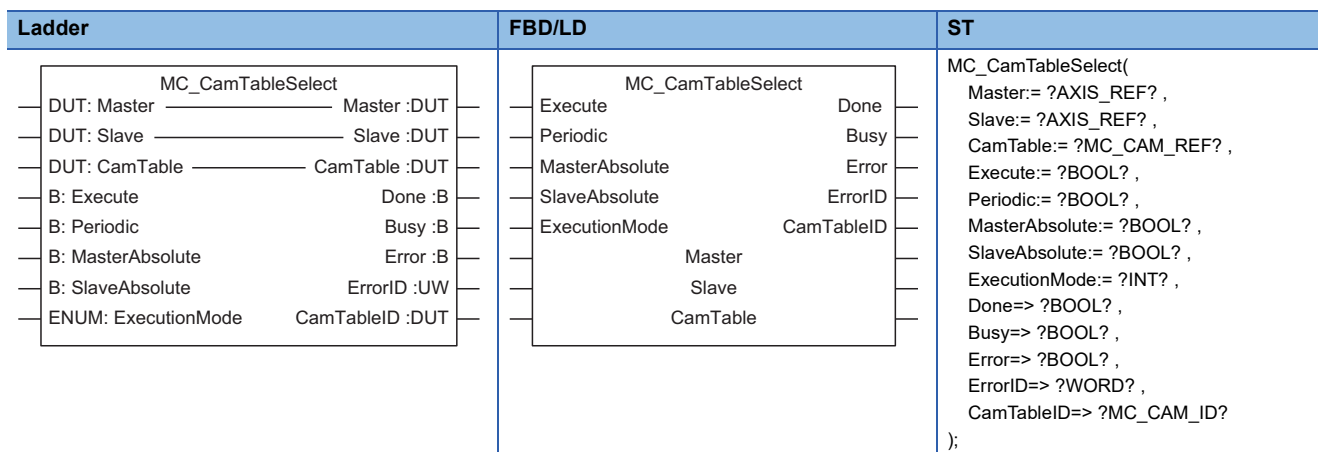 Ladder
FBD/LD
ST
MC_CamTableSelect
DUT: Master Master :DUT
DUT: Slave Slave :DUT
DUT: CamTable CamTable :DUT
B: Execute Done :B
B: Periodic Busy :B
B: MasterAbsolute Error :B
B: SlaveAbsolute ErrorID :UW
ENUM: ExecutionMode CamTableID :DUT
MC_CamTableSelect
Execute Done
Periodic Busy
MasterAbsolute Error
SlaveAbsolute ErrorID
ExecutionMode CamTableID
Master
Slave
CamTable
MC_CamTableSelect(
Master:= ?AXIS_REF? ,
Slave:= ?AXIS_REF? ,
CamTable:= ?MC_CAM_REF? ,
Execute:= ?BOOL? ,
Periodic:= ?BOOL? ,
MasterAbsolute:= ?BOOL? ,
SlaveAbsolute:= ?BOOL? ,
ExecutionMode:= ?INT? ,
Done=> ?BOOL? ,
Busy=> ?BOOL? ,
Error=> ?BOOL? ,
ErrorID=> ?WORD? ,
CamTableID=> ?MC_CAM_ID?
);